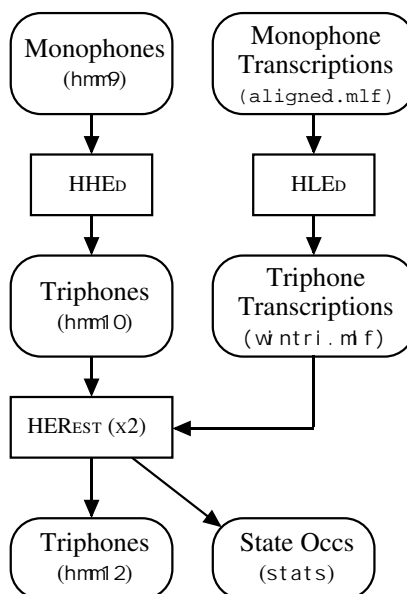 Monophones
(hmm9)
Monophone
Transcriptions
(aligned.mlf)
HHED
HLED
Triphones
(hmm10)
Triphone
Transcriptions
(wintri.mlf)
HEREST (x2)
Triphones
(hmm12)
State Occs
(stats)